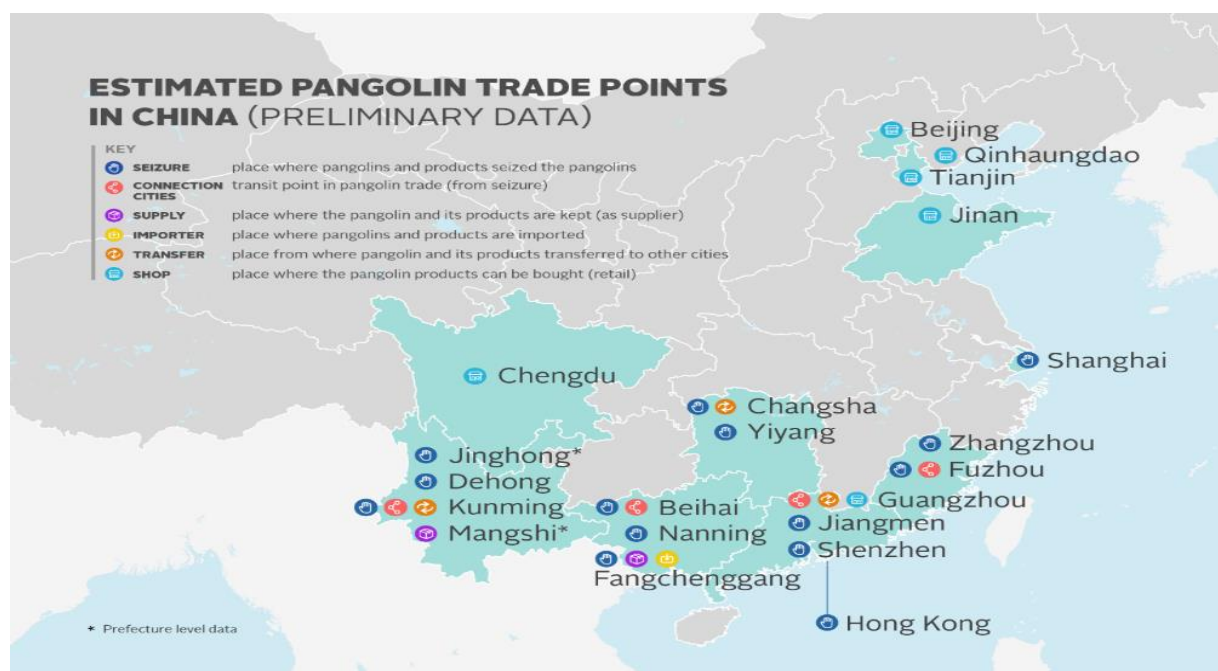 ESTIMATED PANGOLIN TRADE POINTS
IN CHINA (PRELIMINARY DATA)
KEY
SEIZURE place where pangolins and products seized the pangolins
CONNECTION CITIES transit point in pangolin trade (from seizure)
SUPPLY place where the pangolin and its products are kept (as supplier)
IMPORTER place where pangolins and products are imported
TRANSFER place from where pangolin and its products transferred to other cities
SHOP place where the pangolin products can be bought (retail)
Beijing
Qinhaungdao
Tianjin
Jinan
Shanghai
Chengdu
Changsha
Yiyang
Zhangzhou
Fuzhou
Jinghong*
Dehong
Kunming
Mangshi*
Beihai
Nanning
Fangchenggang
Guangzhou
Jiangmen
Shenzhen
Hong Kong
* Prefecture level data